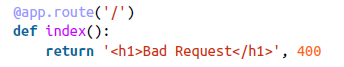 @app.route('/')
def index():
    return '<h1>Bad Request</h1>', 400